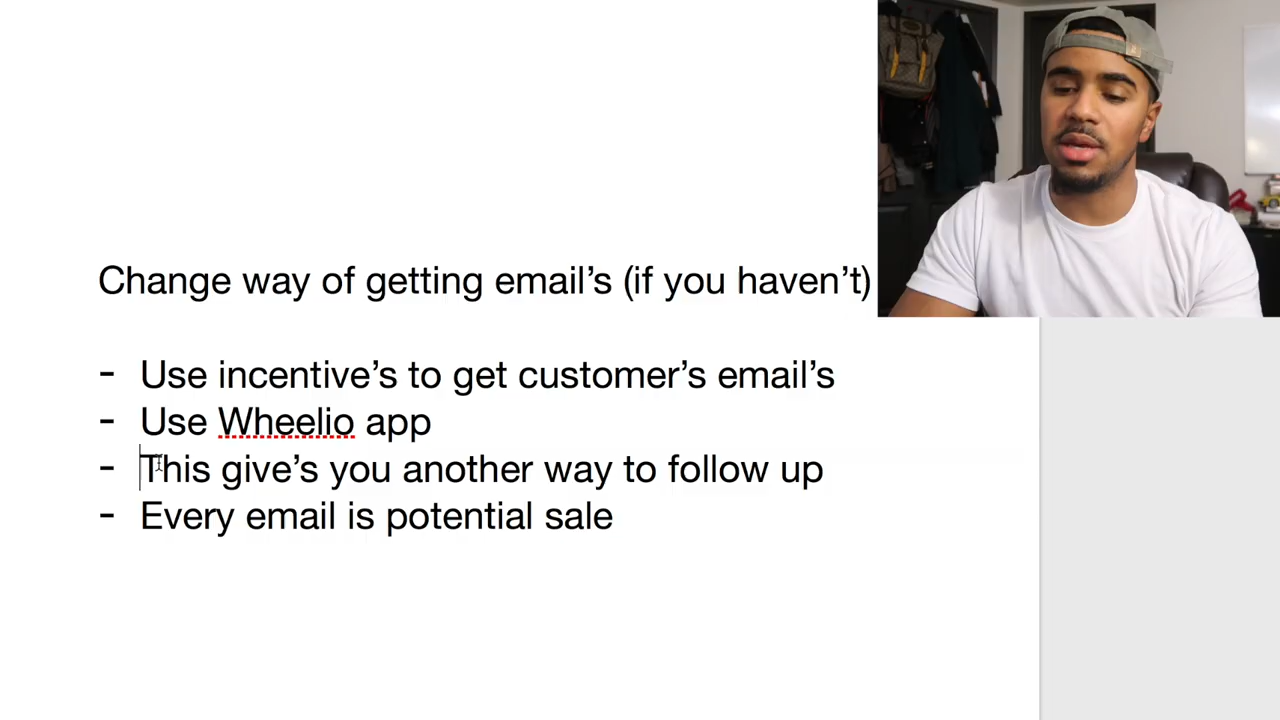 Change way of getting email’s (if you haven’t)
- Use incentive’s to get customer’s email’s
- Use Wheelio app
- This give’s you another way to follow up
- Every email is potential sale